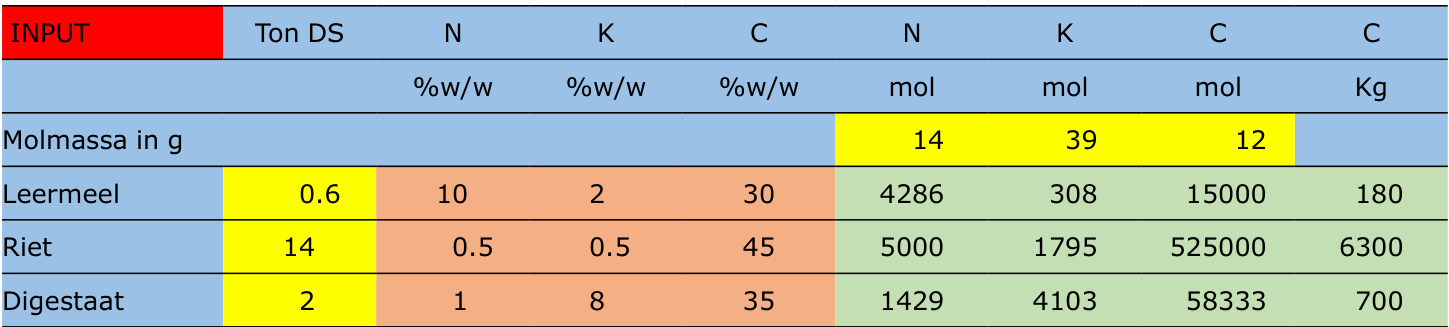 INPUT Ton DS N K C N K C C
%w/w %w/w %w/w mol mol mol Kg
Molmassa in g 14 39 12
Leermeel 0.6 10 2 30 4286 308 15000 180
Riet 14 0.5 0.5 45 5000 1795 525000 6300
Digestaat 2 1 8 35 1429 4103 58333 700